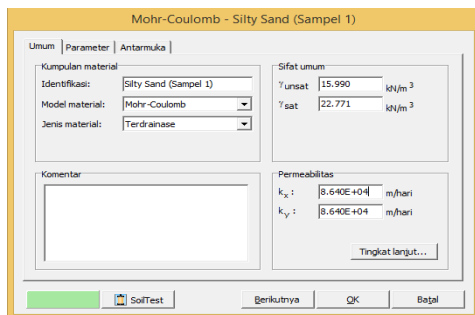 Mohr-Coulomb - Silty Sand (Sampel 1)
Umum Parameter Antarmuka
Kumpulan material
Identifikasi: Silty Sand (Sampel 1)
Model material: Mohr-Coulomb
Jenis material: Terdrainase
Sifat umum
γunsat 15.990 kN/m 3
γsat 22.771 kN/m 3
Komentar
Permeabilitas
kx : 8.640E+04 m/hari
ky : 8.640E+04 m/hari
Tingkat lanjut...
SoilTest Berikutnya OK Batal